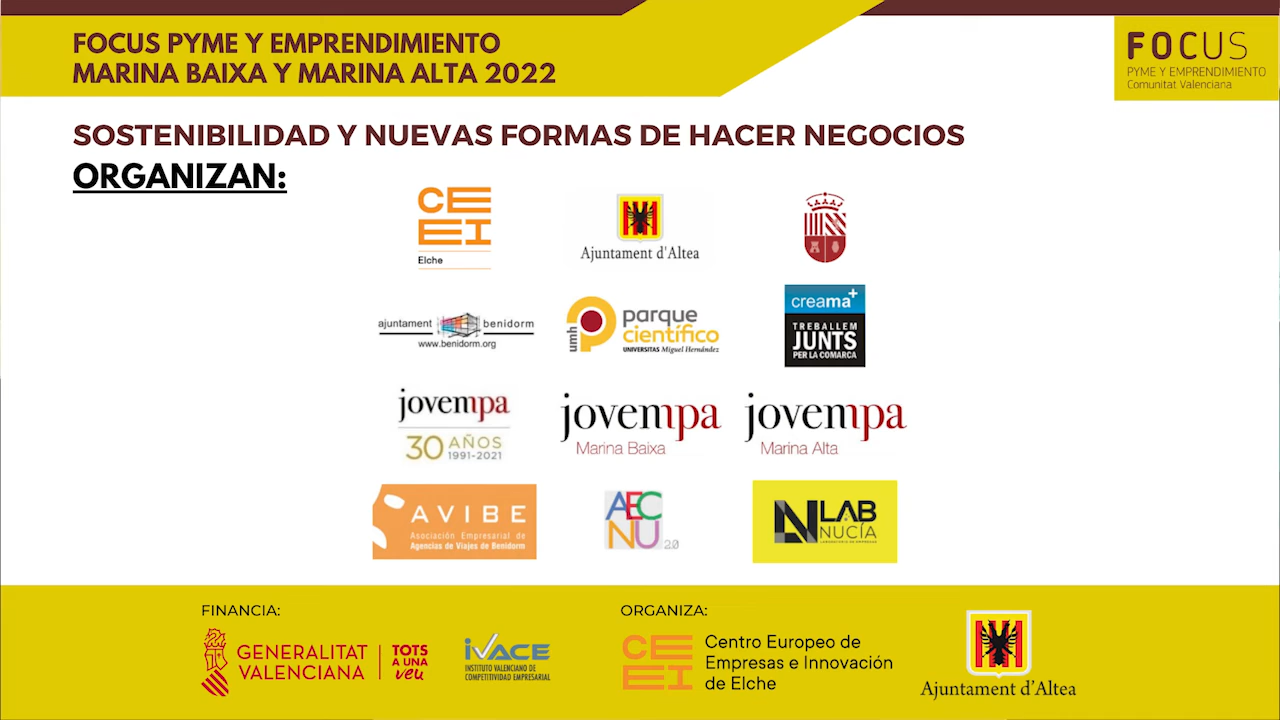 FOCUS PYME Y EMPRENDIMIENTO
MARINA BAIXA Y MARINA ALTA 2022
FOCUS
PYME Y EMPRENDIMIENTO
Comunitat Valenciana
SOSTENIBILIDAD Y NUEVAS FORMAS DE HACER NEGOCIOS
ORGANIZAN:
CE
EI
Elche
Ajuntament d'Altea
ajuntament benidorm
www.benidorm.org
umh
parque
científico
UNIVERSITAS Miguel Hernández
creama+
TREBALLEM
JUNTS
PER LA COMARCA
jovempa
30 AÑOS
1991-2021
jovempa
Marina Baixa
jovempa
Marina Alta
AVIBE
Asociación Empresarial de
Agencias de Viajes de Benidorm
AEC
NU 2.0
N LAB
NUCÍA
LABORATORIO DE EMPRESAS
FINANCIA:
GENERALITAT
VALENCIANA
TOTS
A UNA
veu
IVACE
INSTITUTO VALENCIANO DE
COMPETITIVIDAD EMPRESARIAL
ORGANIZA:
CE
EI
Centro Europeo de
Empresas e Innovación
de Elche
Ajuntament d'Altea